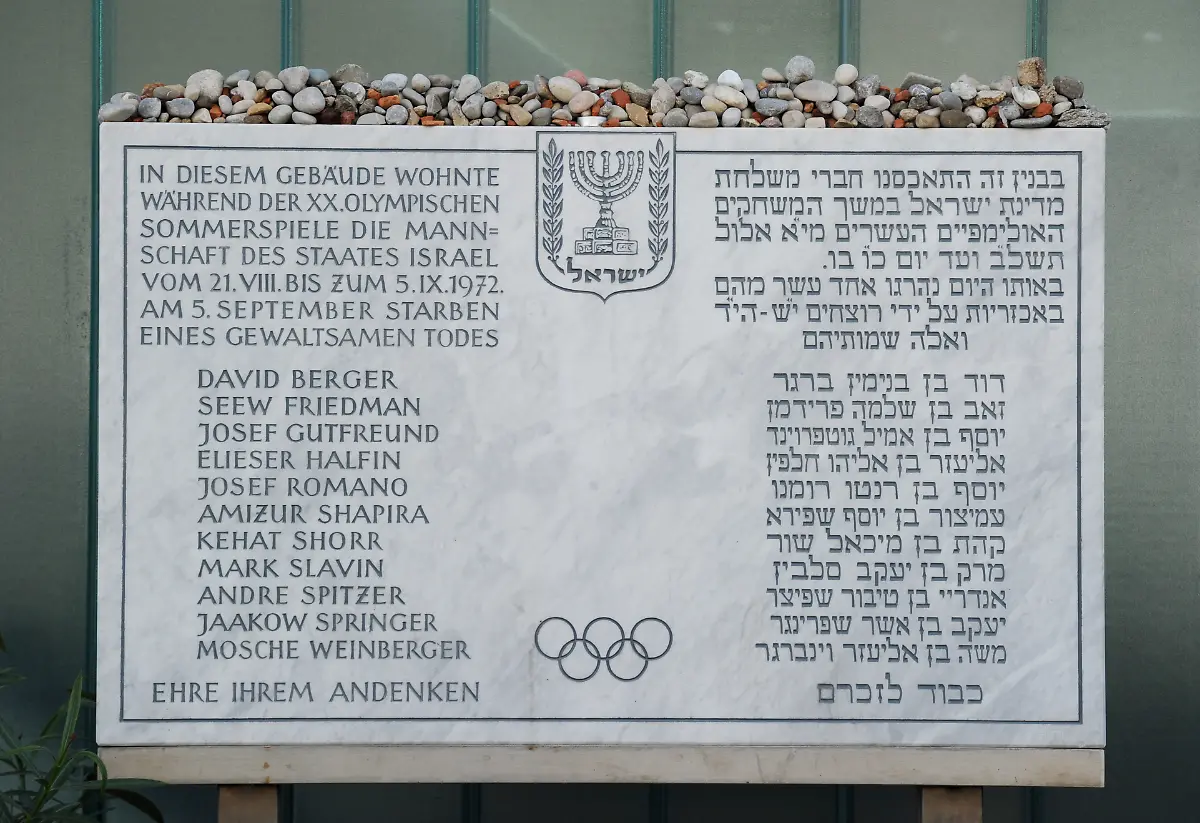 IN DIESEM GEBÄUDE WOHNTE
WÄHREND DER XX.OLYMPISCHEN
SOMMERSPIELE DIE MANN=
SCHAFT DES STAATES ISRAEL
VOM 21.VIII.BIS ZUM 5.IX.1972.
AM 5.SEPTEMBER STARBEN
EINES GEWALTSAMEN TODES
DAVID BERGER
SEEW FRIEDMAN
JOSEF GUTFREUND
ELIESER HALFIN
JOSEF ROMANO
AMIZUR SHAPIRA
KEHAT SHORR
MARK SLAVIN
ANDRE SPITZER
JAAKOW SPRINGER
MOSCHE WEINBERGER
EHRE IHREM ANDENKEN
ישראל
בבנין זה התאכסנו חברי משלחת
מדינת ישראל במשך המשחקים
האולימפיים העשרים מי״א אלול
תשל״ב ועד יום כ״ו בו.
באותו היום נהרגו אחד עשר מהם
באכזריות על ידי רוצחים י״ש-הי״ד
ואלה שמותיהם
דוד בן בנימין ברגר
זאב בן שלמה פרידמן
יוסף בן אמיל גוטפרוינד
אליעזר בן אליהו חלפין
יוסף בן רנטו רומנו
עמיצור בן יוסף שפירא
קהת בן מיכאל שור
מרק בן יעקב סלבין
אנדריי בן טיבור שפיצר
יעקב בן אשר שפרינגר
משה בן אליעזר וינברגר
כבוד לזכרם